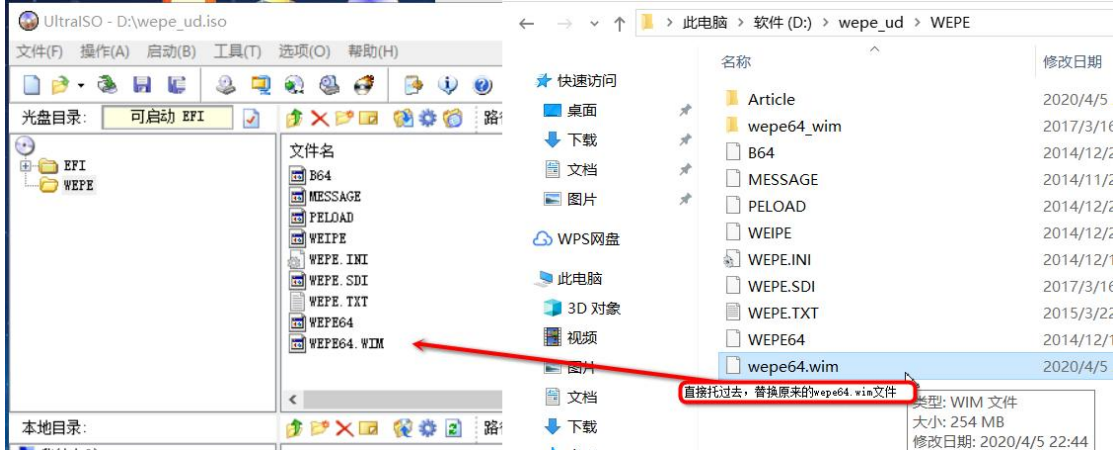 UltraISO - D:\wepe_ud.iso
文件(F) 操作(A) 启动(B) 工具(T) 选项(O) 帮助(H)
光盘目录: 可启动 EFI
EFI
WEPE
文件名
B64
MESSAGE
PELOAD
WEIPE
WEPE.INI
WEPE.SDI
WEPE.TXT
WEPE64
WEPE64.WIM
本地目录:
此电脑 > 软件 (D:) > wepe_ud > WEPE
快速访问
桌面
下载
文档
图片
WPS网盘
此电脑
3D 对象
视频
图片
文档
下载
名称 修改日期
Article 2020/4/5
wepe64_wim 2017/3/16
B64 2014/12/2
MESSAGE 2014/11/2
PELOAD 2014/12/2
WEIPE 2014/12/2
WEPE.INI 2014/12/1
WEPE.SDI 2017/3/16
WEPE.TXT 2015/3/22
WEPE64 2014/12/1
wepe64.wim 2020/4/5
直接托过去，替换原来的wepe64.wim文件
类型: WIM 文件
大小: 254 MB
修改日期: 2020/4/5 22:44